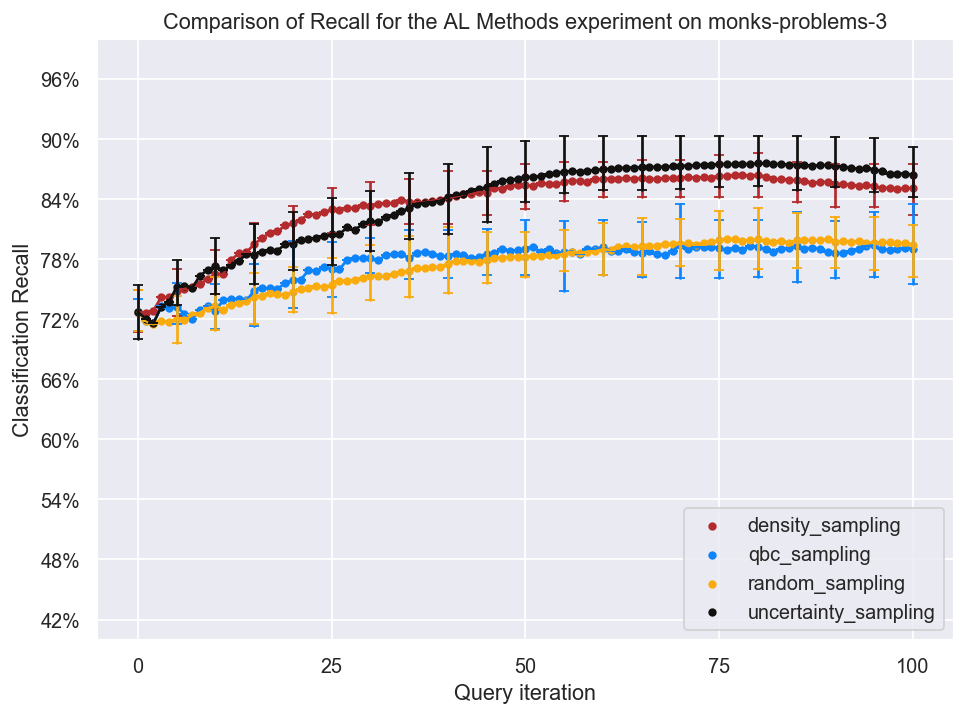 Comparison of Recall for the AL Methods experiment on monks-problems-3
96%
90%
84%
78%
72%
66%
60%
54%
48%
42%
Classification Recall
density_sampling
qbc_sampling
random_sampling
uncertainty_sampling
0
25
50
75
100
Query iteration